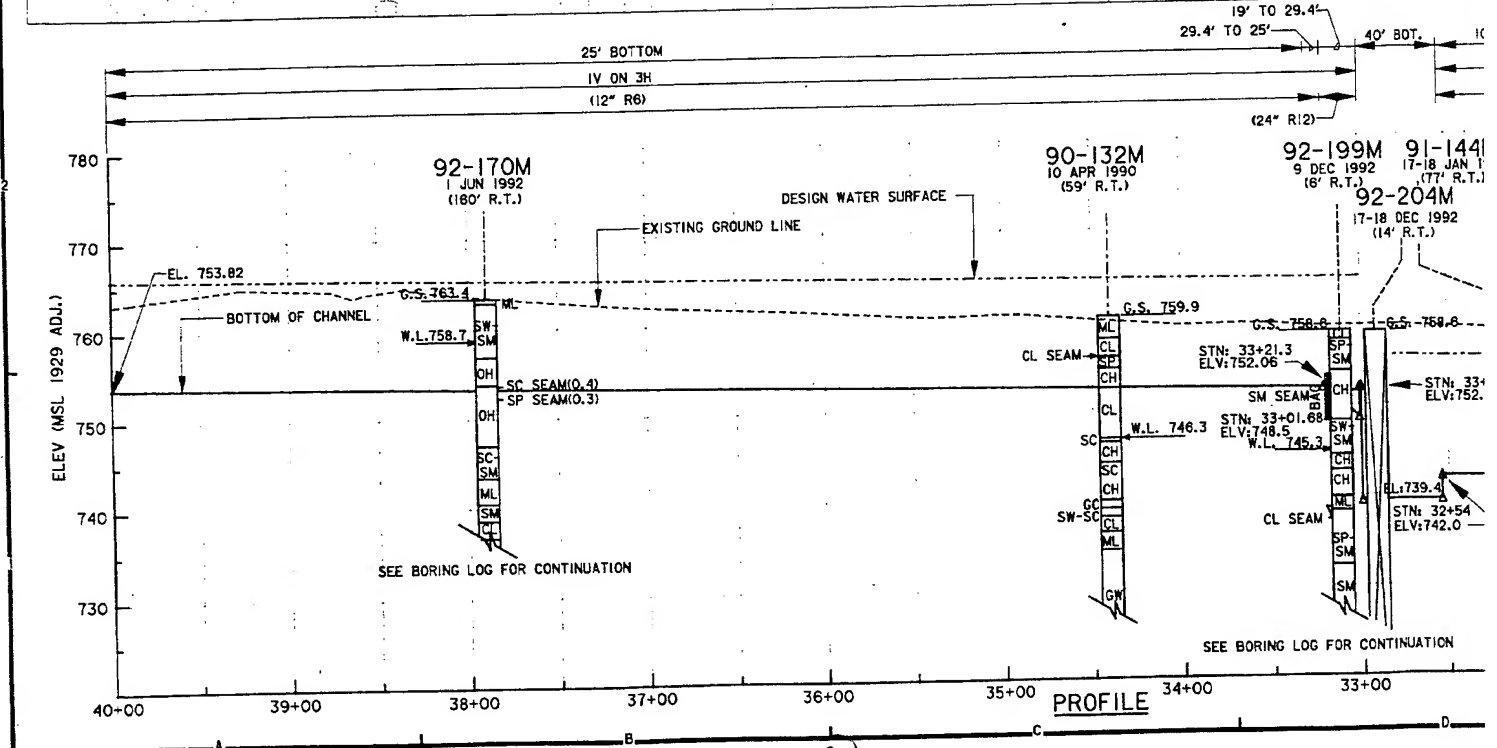 19' TO 29.4'
29.4' TO 25'
40' BOT.
25' BOTTOM
1V ON 3H
(12" R6)
(24" R12)
92-170M
1 JUN 1992
(160' R.T.)
90-132M
10 APR 1990
(59' R.T.)
92-199M
9 DEC 1992
(6' R.T.)
91-144
17-18 JAN
(77' R.T.)
92-204M
17-18 DEC 1992
(14' R.T.)
DESIGN WATER SURFACE
EXISTING GROUND LINE
EL. 753.82
BOTTOM OF CHANNEL
G.S. 763.4
ML
W.L. 758.7
SW-
SM
OH
SC SEAM(0.4)
SP SEAM(0.3)
OH
SC-
SM
ML
SM
CL
SEE BORING LOG FOR CONTINUATION
G.S. 759.9
ML
CL
CL SEAM
SP
CH
CL
SC
W.L. 746.3
CH
SC
CH
GC
SW-SC
CL
ML
GW
G.S. 758.6
G.S. 758.6
CL
SP-
SM
STN: 33+21.3
ELV:752.06
CH
SM SEAM
BAC
STN: 33+01.68
ELV:748.5
SW-
SM
W.L. 745.3
CH
CH
ML
CL SEAM
SP-
SM
SM
STN: 33+
ELV:752.
EL:739.4
STN: 32+54
ELV:742.0
SEE BORING LOG FOR CONTINUATION
ELEV (MSL 1929 ADJ.)
780
770
760
750
740
730
40+00
39+00
38+00
37+00
36+00
35+00
34+00
33+00
PROFILE
B
C
D